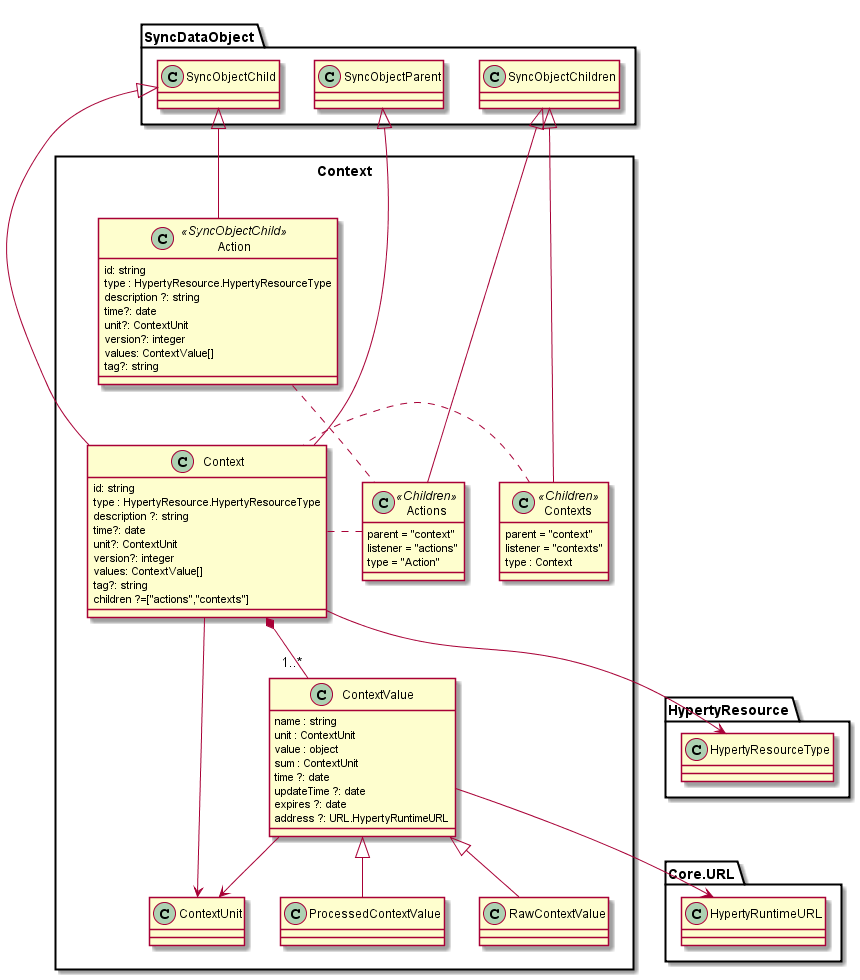 SyncDataObject
C SyncObjectChild
C SyncObjectParent
C SyncObjectChildren
Context
C «SyncObjectChild»
Action
id: string
type : HypertyResource.HypertyResourceType
description ?: string
time?: date
unit?: ContextUnit
version?: integer
values: ContextValue[]
tag?: string
C Context
id: string
type : HypertyResource.HypertyResourceType
description ?: string
time?: date
unit?: ContextUnit
version?: integer
values: ContextValue[]
tag?: string
children ?=["actions","contexts"]
C «Children»
Actions
parent = "context"
listener = "actions"
type = "Action"
C «Children»
Contexts
parent = "context"
listener = "contexts"
type : Context
1..*
C ContextValue
name : string
unit : ContextUnit
value : object
sum : ContextUnit
time ?: date
updateTime ?: date
expires ?: date
address ?: URL.HypertyRuntimeURL
HypertyResource
C HypertyResourceType
C ContextUnit
C ProcessedContextValue
C RawContextValue
Core.URL
C HypertyRuntimeURL